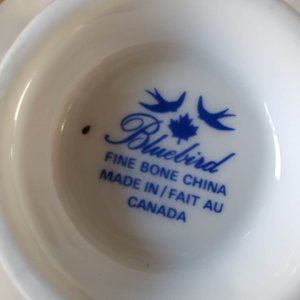 Bluebird
FINE BONE CHINA
MADE IN/FAIT AU
CANADA